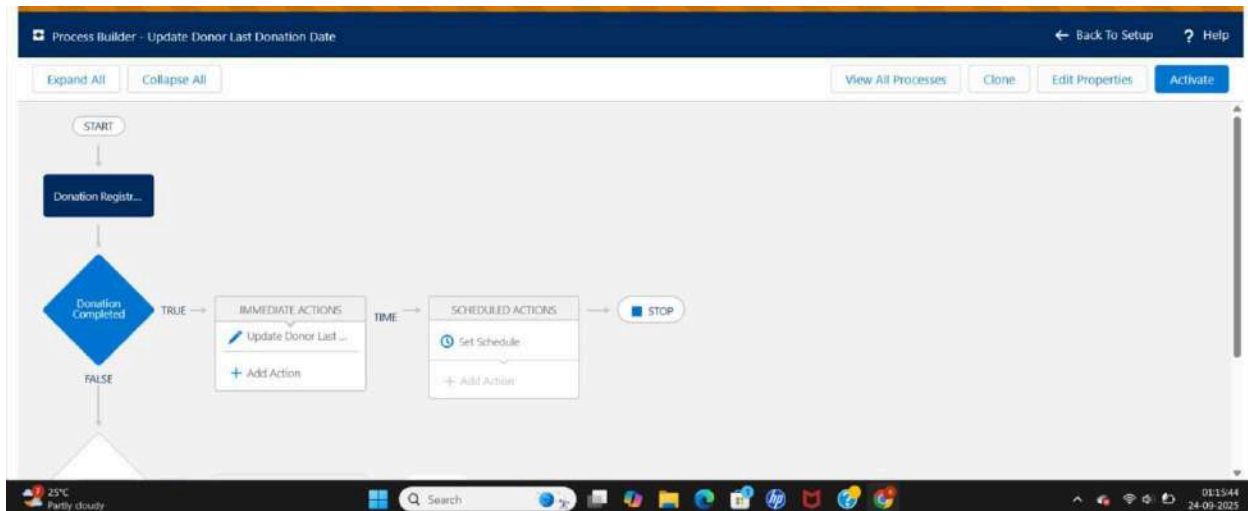 Process Builder - Update Donor Last Donation Date
← Back To Setup
? Help
Expand All
Collapse All
View All Processes
Clone
Edit Properties
Activate
START
Donation Registr...
Donation
Completed
TRUE
IMMEDIATE ACTIONS
TIME
SCHEDULED ACTIONS
STOP
Update Donor Last ...
Set Schedule
+ Add Action
+ Add Action
FALSE
25°C
Partly cloudy
Search
01:15:44
24-09-2025